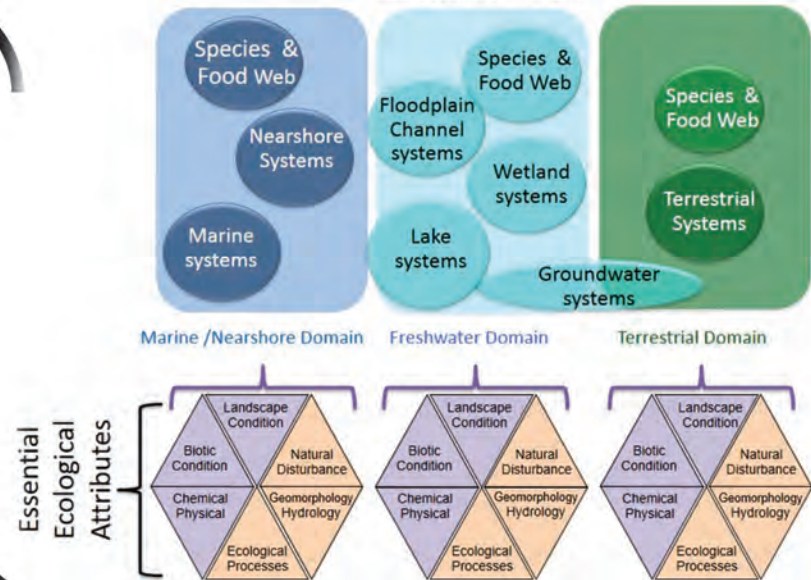 Species &
Food Web
Nearshore
Systems
Marine
systems
Species &
Food Web
Floodplain
Channel
systems
Wetland
systems
Lake
systems
Groundwater
systems
Species &
Food Web
Terrestrial
Systems
Marine /Nearshore Domain
Freshwater Domain
Terrestrial Domain
Essential
Ecological
Attributes
Landscape
Condition
Biotic
Condition
Natural
Disturbance
Chemical
Physical
Geomorphology
Hydrology
Ecological
Processes
Landscape
Condition
Biotic
Condition
Natural
Disturbance
Chemical
Physical
Geomorphology
Hydrology
Ecological
Processes
Landscape
Condition
Biotic
Condition
Natural
Disturbance
Chemical
Physical
Geomorphology
Hydrology
Ecological
Processes